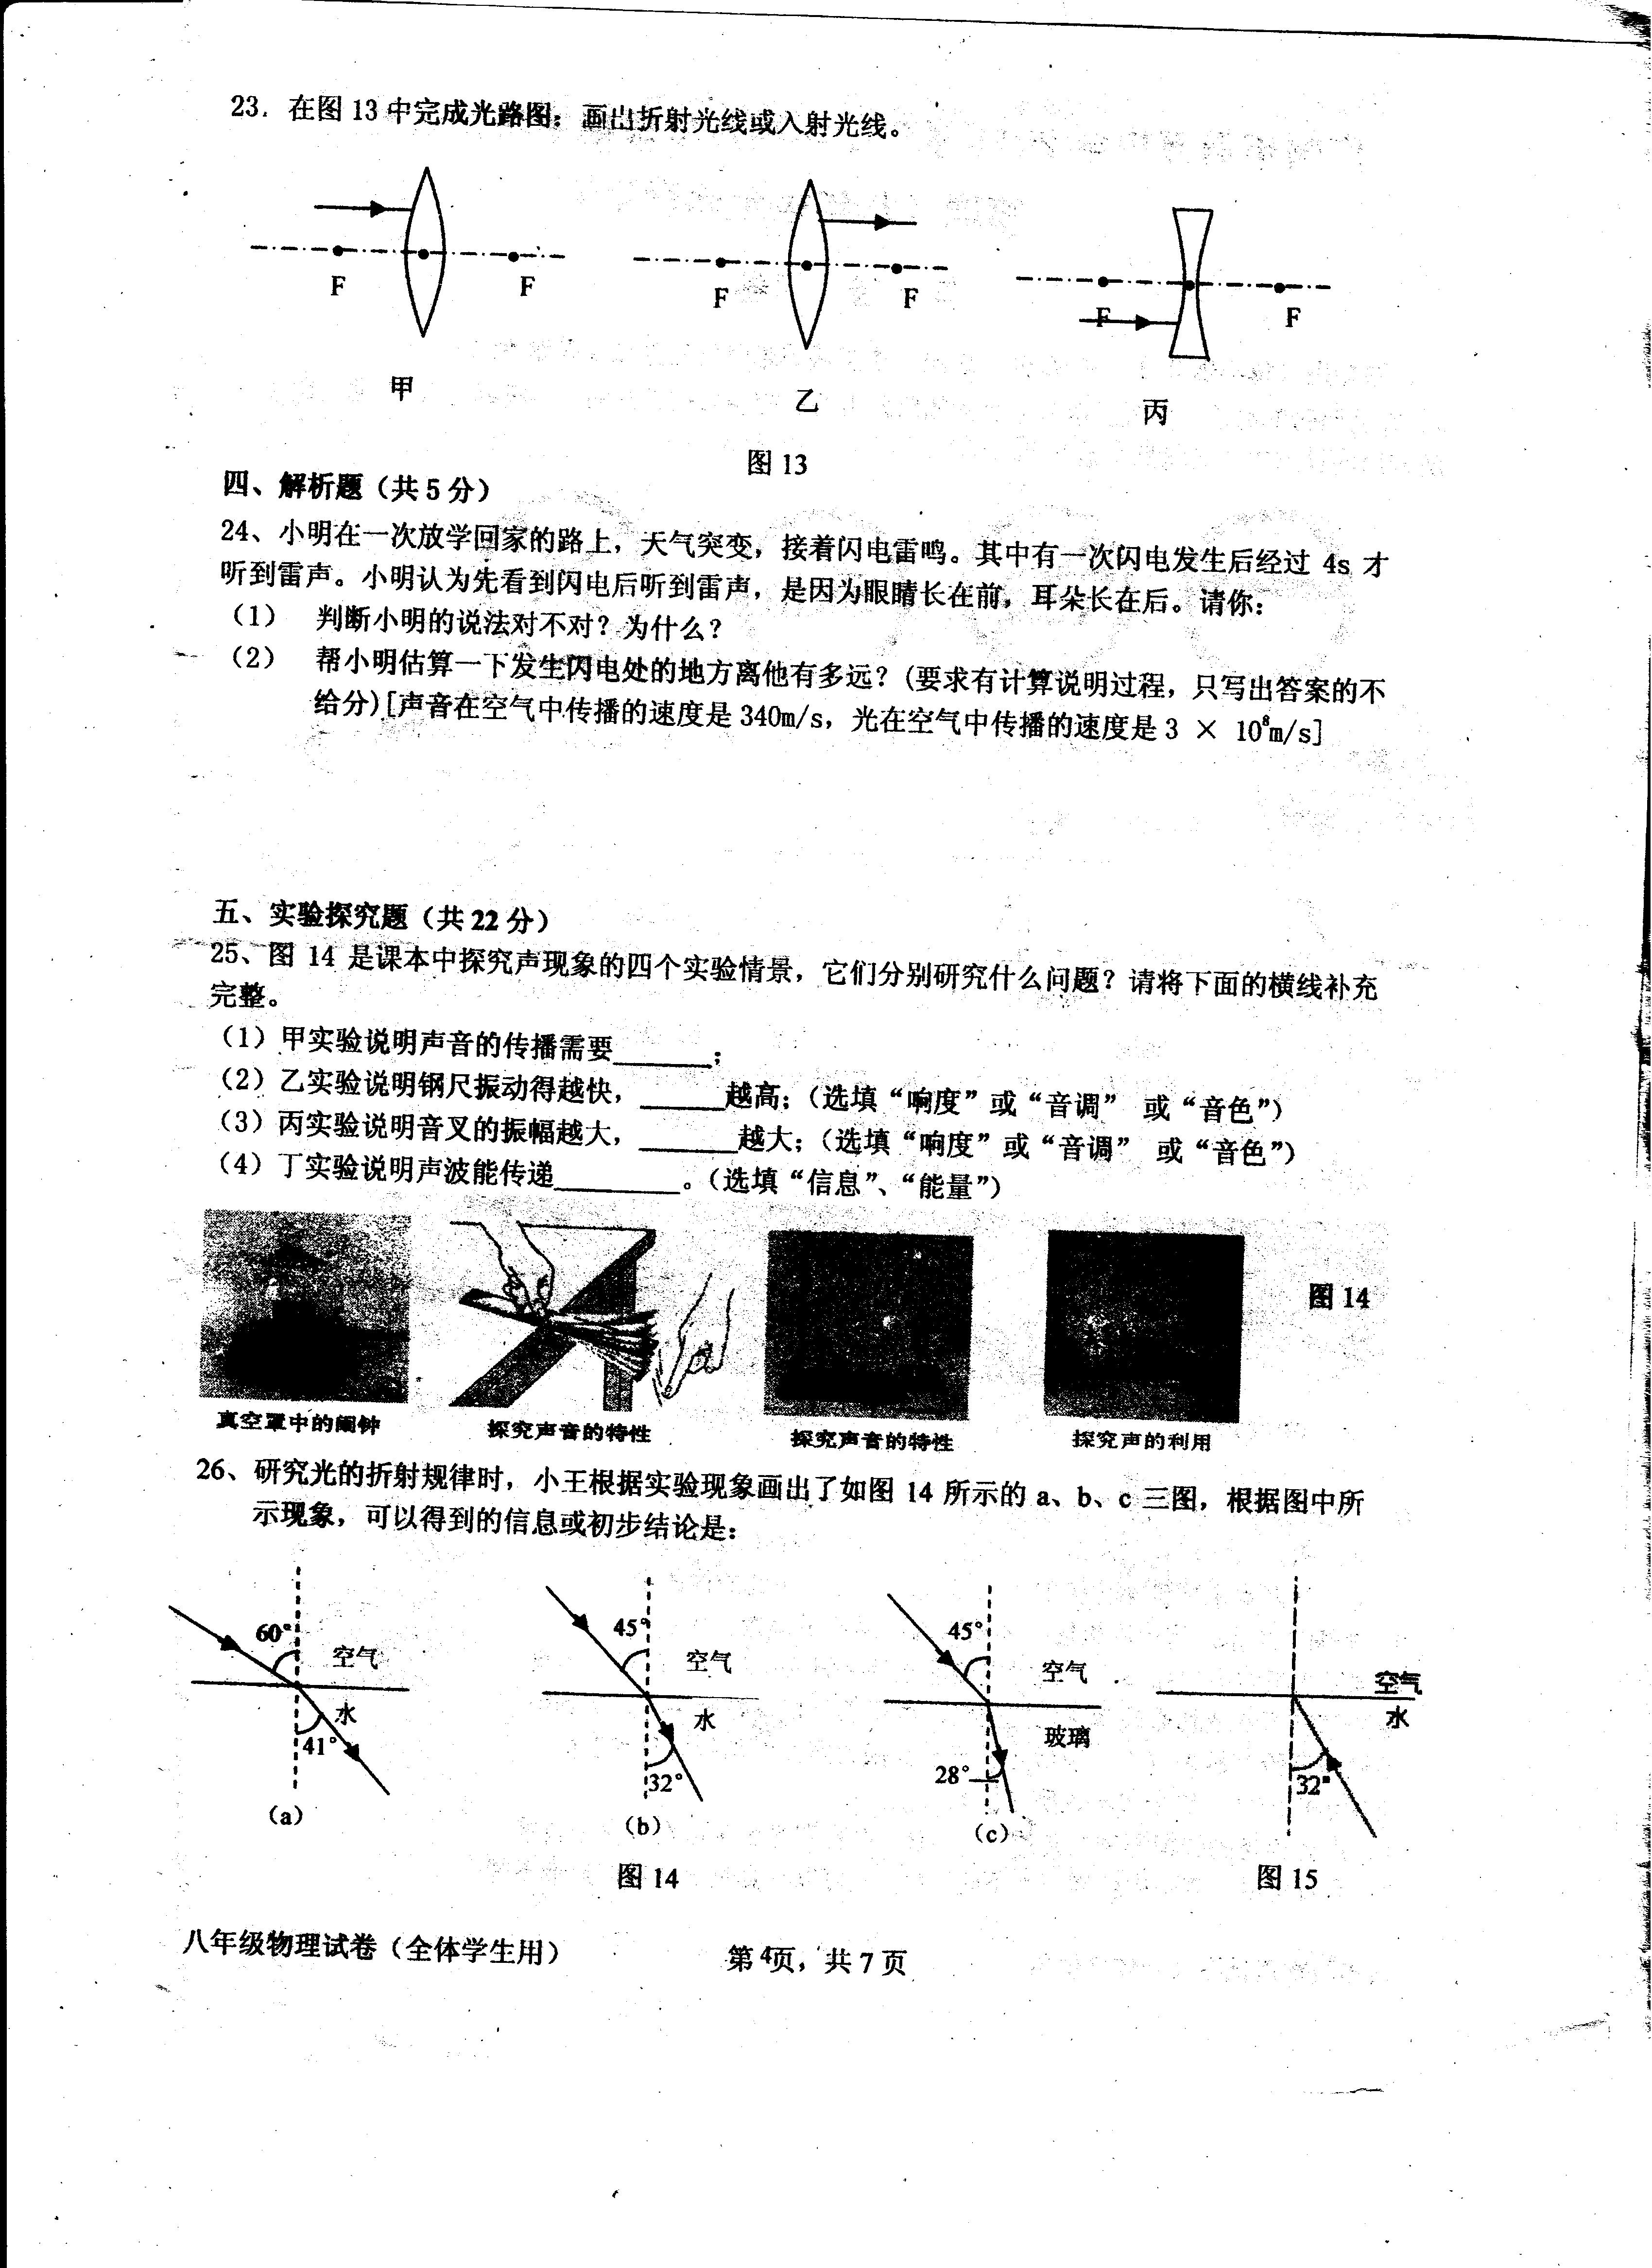 23. 在图 13 中完成光路图：画出折射光线或入射光线。
F F F F F F
甲 乙 丙
图 13
四、解析题（共 5 分）
24、小明在一次放学回家的路上，天气突变，接着闪电雷鸣。其中有一次闪电发生后经过 4s 才
听到雷声。小明认为先看到闪电后听到雷声，是因为眼睛长在前，耳朵长在后。请你：
（1） 判断小明的说法对不对？为什么？
（2） 帮小明估算一下发生闪电处的地方离他有多远？(要求有计算说明过程，只写出答案的不
给分)[声音在空气中传播的速度是 340m/s，光在空气中传播的速度是 3 × 10⁸m/s]
五、实验探究题（共 22 分）
25、图 14 是课本中探究声现象的四个实验情景，它们分别研究什么问题？请将下面的横线补充
完整。
（1）甲实验说明声音的传播需要______；
（2）乙实验说明钢尺振动得越快，______越高；（选填“响度”或“音调” 或“音色”）
（3）丙实验说明音叉的振幅越大，______越大；（选填“响度”或“音调” 或“音色”）
（4）丁实验说明声波能传递________。（选填“信息”、“能量”）
图 14
真空罩中的闹钟 探究声音的特性 探究声音的特性 探究声的利用
26、研究光的折射规律时，小王根据实验现象画出了如图 14 所示的 a、b、c 三图，根据图中所
示现象，可以得到的信息或初步结论是：
60° 45° 45°
空气 空气 空气 空气
水 水 玻璃 水
41° 32° 28° 32°
（a） （b） （c）
图 14 图 15
八年级物理试卷（全体学生用） 第 4页，共 7 页